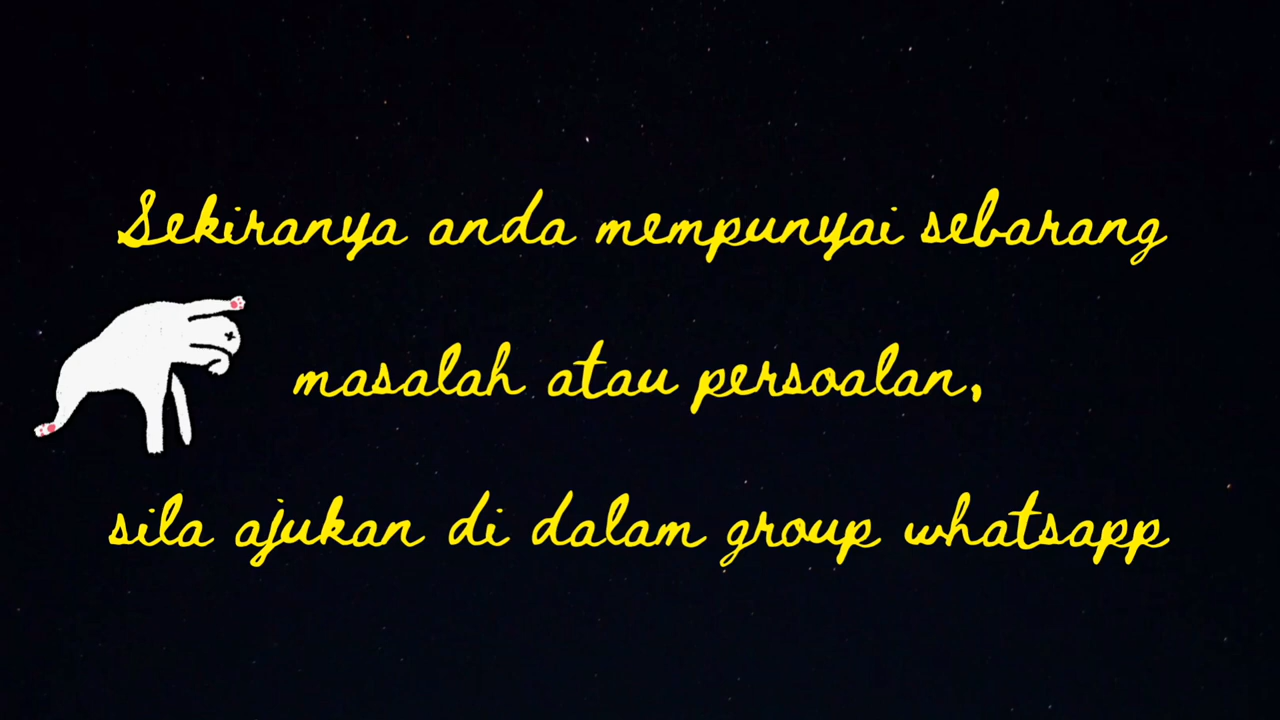 Sekiranya anda mempunyai sebarang
masalah atau persoalan,
sila ajukan di dalam group whatsapp